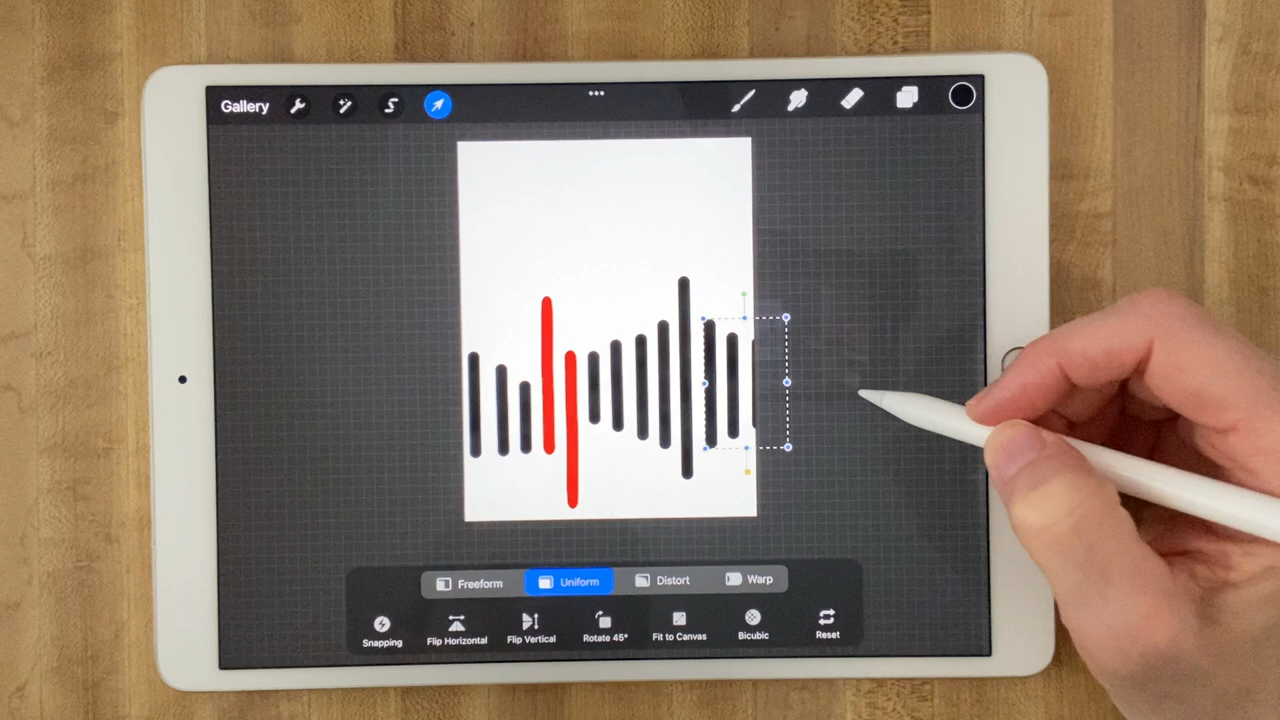 Gallery
Freeform Uniform Distort Warp
Snapping Flip Horizontal Flip Vertical Rotate 45° Fit to Canvas Bicubic Reset